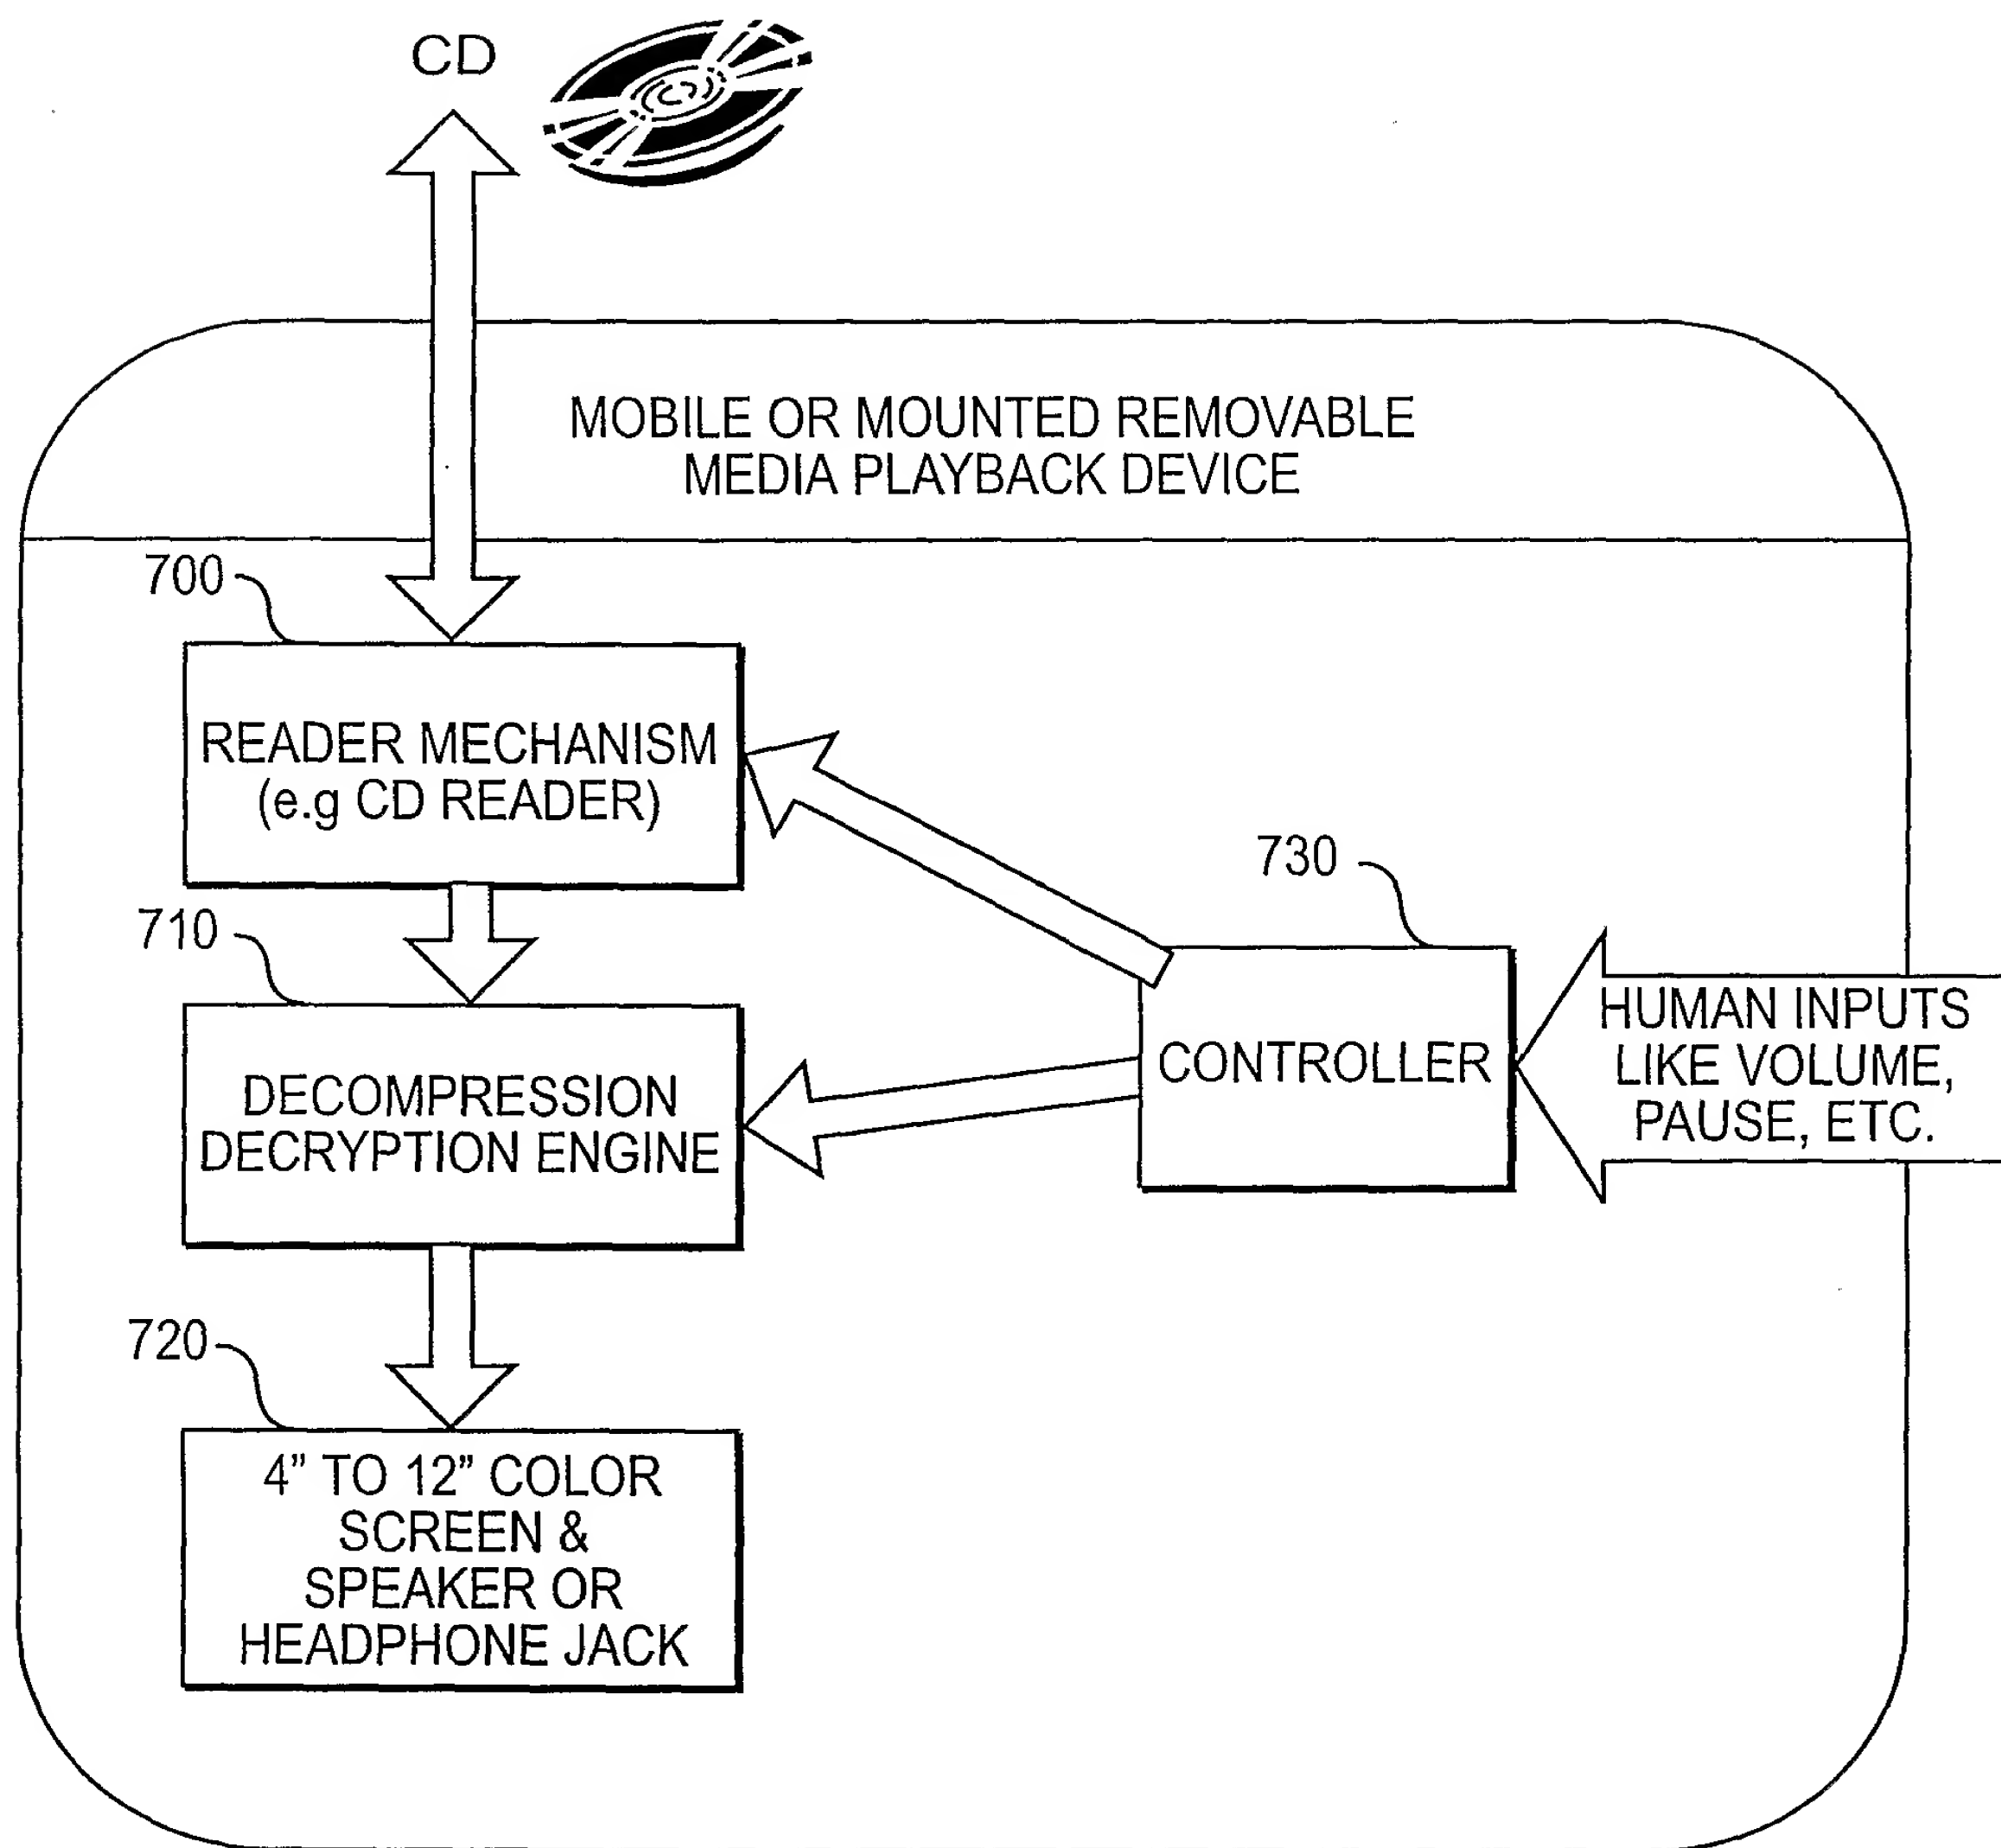 CD
MOBILE OR MOUNTED REMOVABLE
MEDIA PLAYBACK DEVICE
700
READER MECHANISM
(e.g CD READER)
730
710
HUMAN INPUTS
LIKE VOLUME,
PAUSE, ETC.
CONTROLLER
DECOMPRESSION
DECRYPTION ENGINE
720
4” TO 12” COLOR
SCREEN &
SPEAKER OR
HEADPHONE JACK